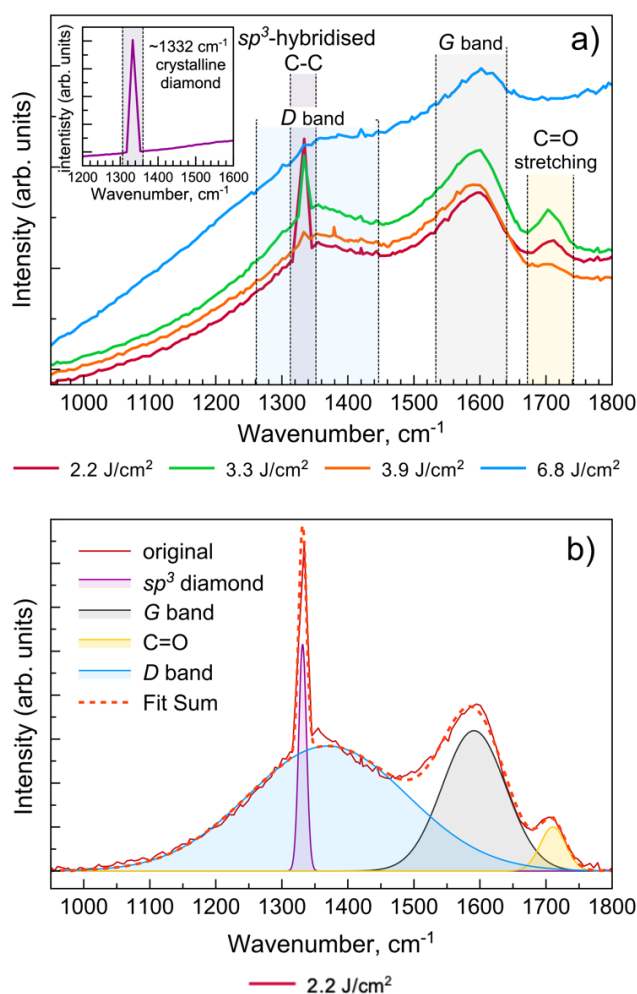 sp³-hybridised
C-C
G band
a)
~1332 cm⁻¹
crystalline
diamond
intentistiy (arb. units)
1200 1300 1400 1500 1600
Wavenumber, cm⁻¹
D band
C=O
stretching
Intensity (arb. units)
1000 1100 1200 1300 1400 1500 1600 1700 1800
Wavenumber, cm⁻¹
2.2 J/cm² 3.3 J/cm² 3.9 J/cm² 6.8 J/cm²
b)
original
sp³ diamond
G band
C=O
D band
Fit Sum
Intensity (arb. units)
1000 1100 1200 1300 1400 1500 1600 1700 1800
Wavenumber, cm⁻¹
2.2 J/cm²